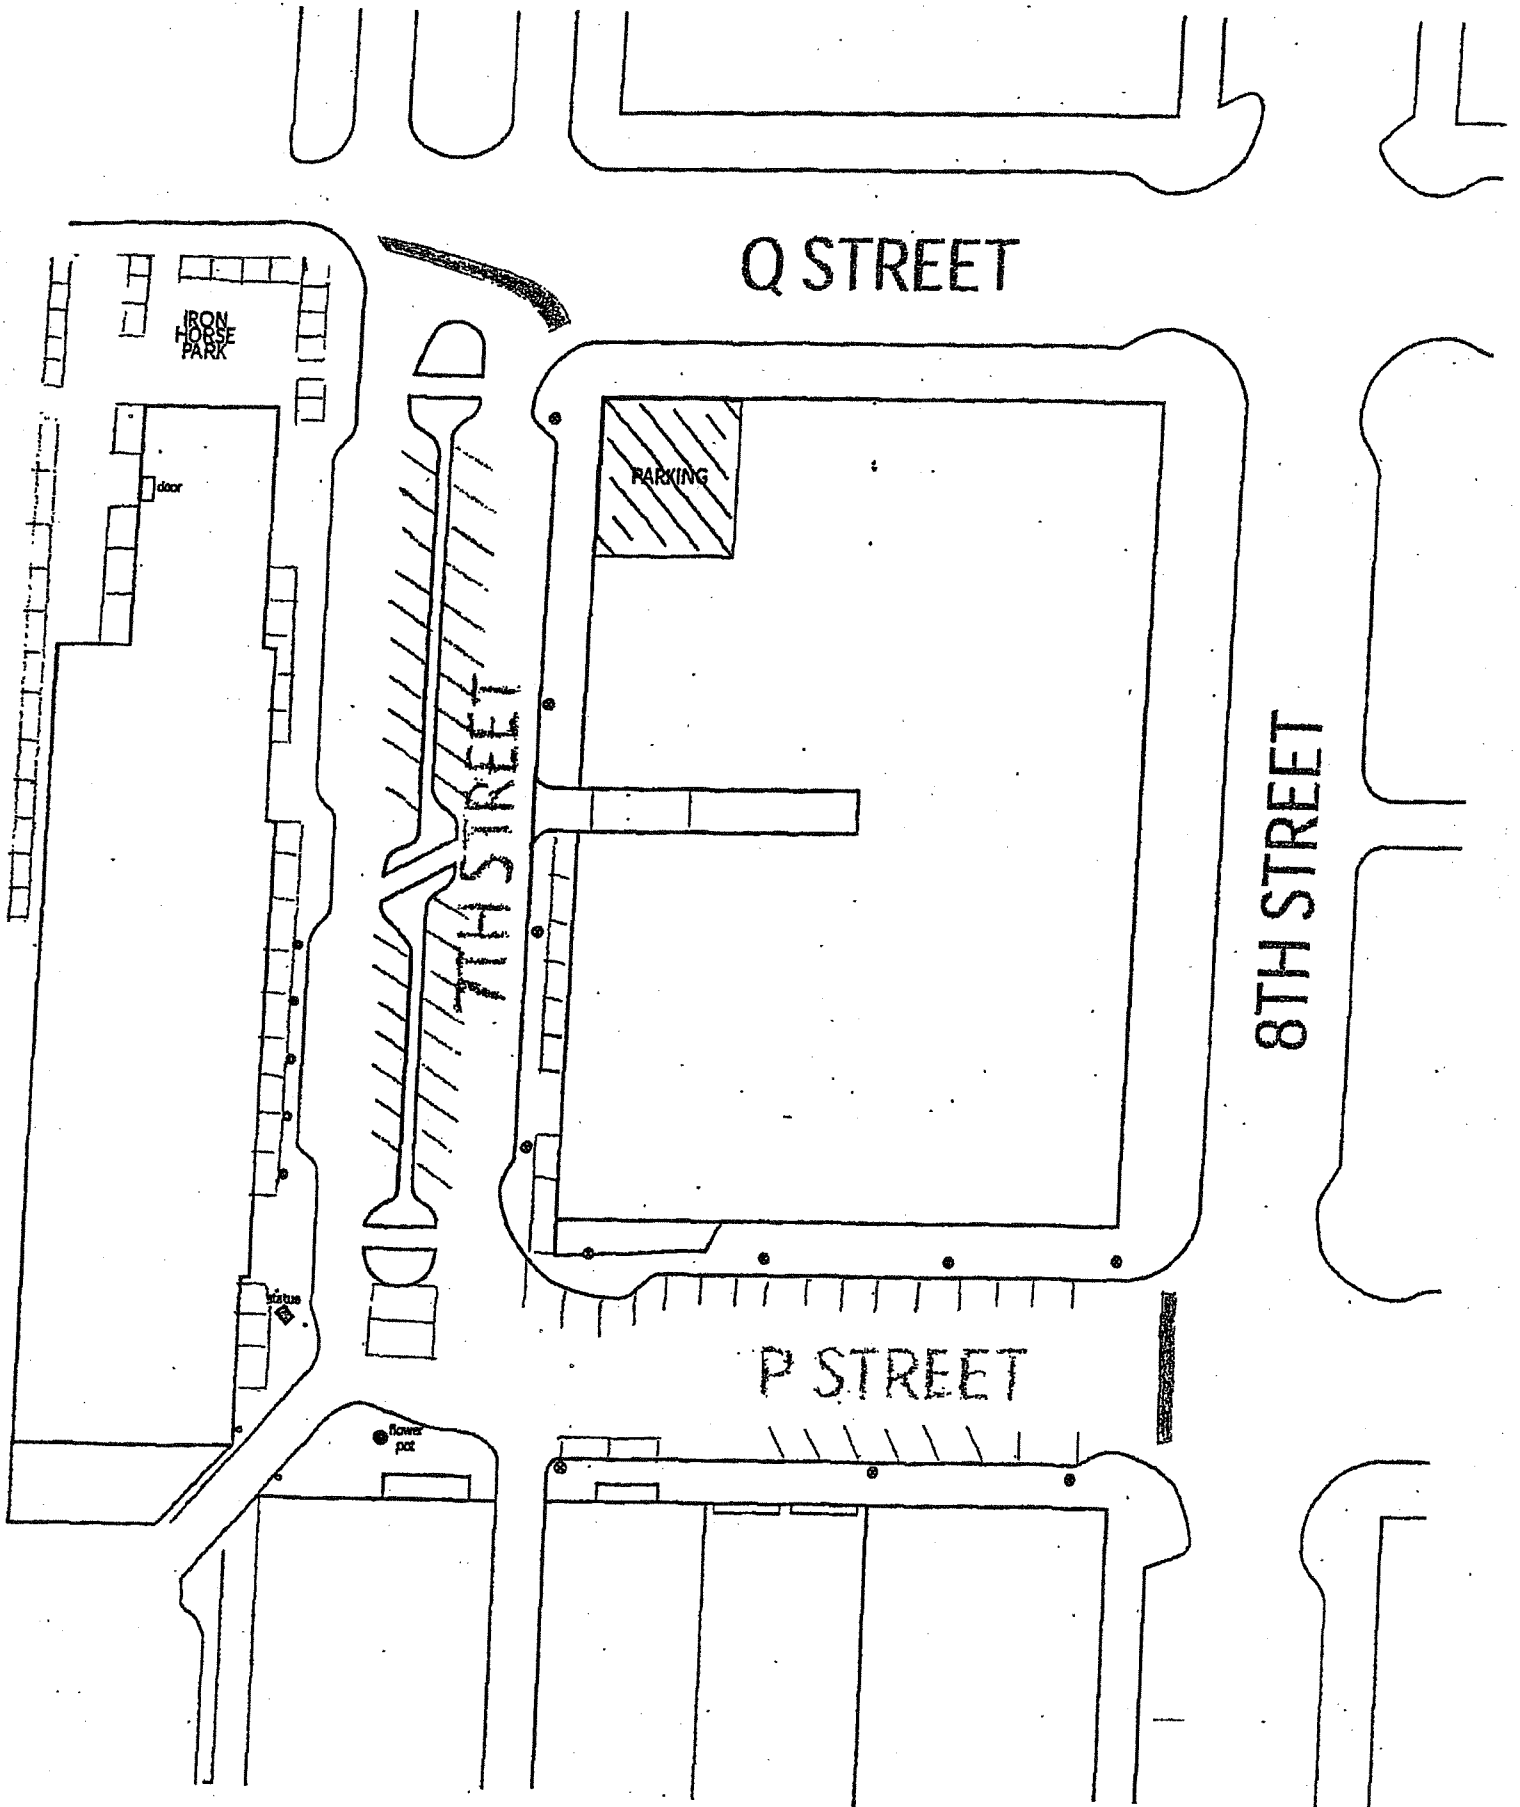 Q STREET
IRON
HORSE
PARK
PARKING
door
7TH STREET
8TH STREET
statue
P STREET
flower
pot